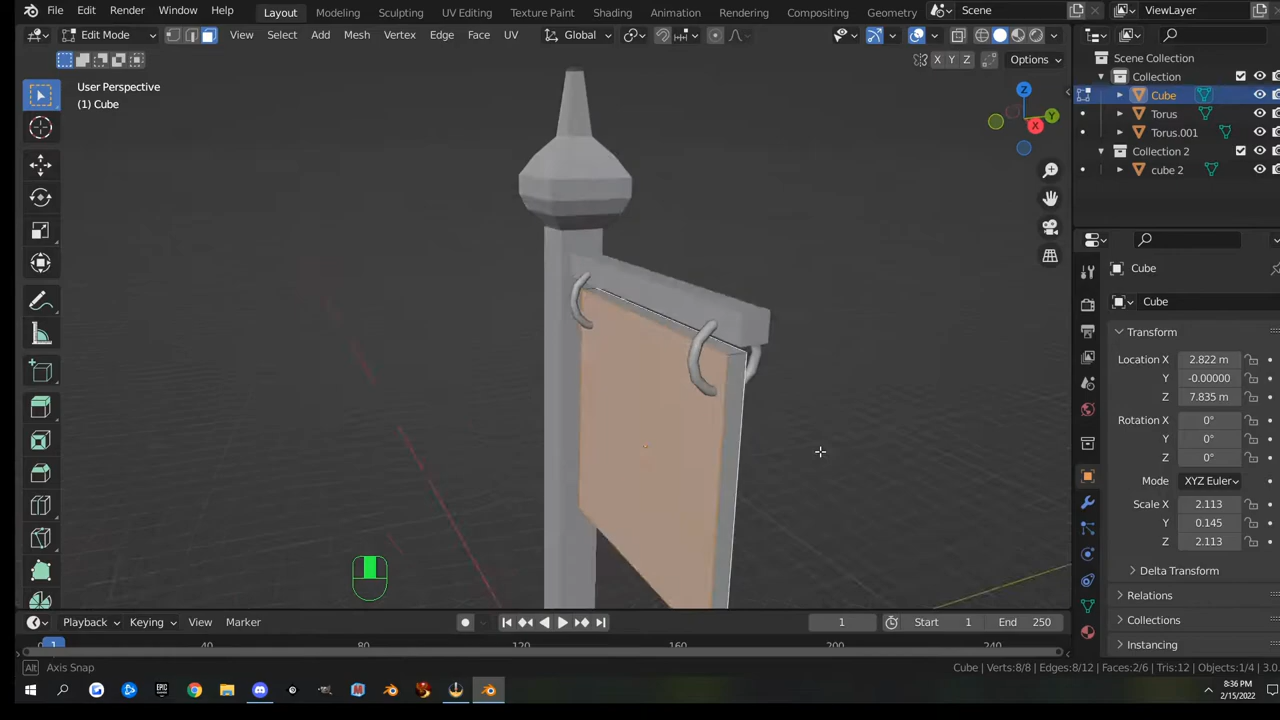 File Edit Render Window Help Layout Modeling Sculpting UV Editing Texture Paint Shading Animation Rendering Compositing Geometry Scene ViewLayer
Edit Mode View Select Add Mesh Vertex Edge Face UV Global
X Y Z Options
User Perspective
(1) Cube
Z
Y
X
Scene Collection
Collection
Cube
Torus
Torus.001
Collection 2
cube 2
Cube
Cube
Transform
Location X 2.822 m
Y -0.00000
Z 7.835 m
Rotation X 0°
Y 0°
Z 0°
Mode XYZ Euler
Scale X 2.113
Y 0.145
Z 2.113
Delta Transform
Relations
Collections
Instancing
Playback Keying View Marker 1 Start 1 End 250
1 40 80 120 160 200 240
Alt Axis Snap Cube | Verts:8/8 | Edges:8/12 | Faces:2/6 | Tris:12 | Objects:1/4 | 3.0
EPIC
8:36 PM
2/15/2022